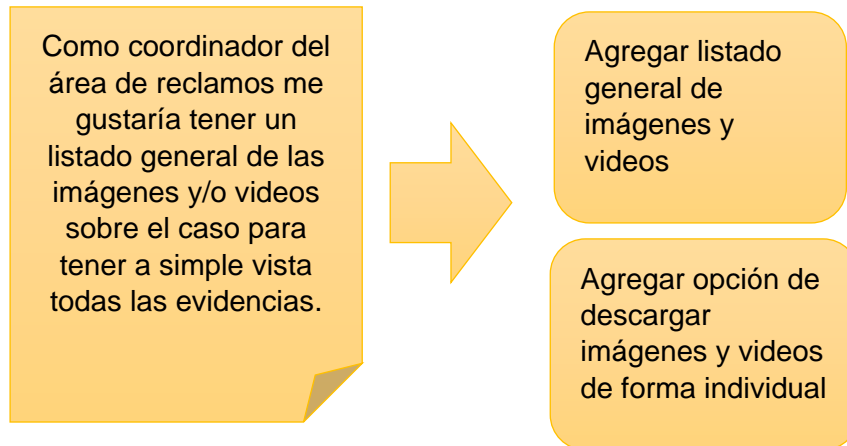 Como coordinador del
área de reclamos me
gustaría tener un
listado general de las
imágenes y/o videos
sobre el caso para
tener a simple vista
todas las evidencias.
Agregar listado
general de
imágenes y
videos
Agregar opción de
descargar
imágenes y videos
de forma individual